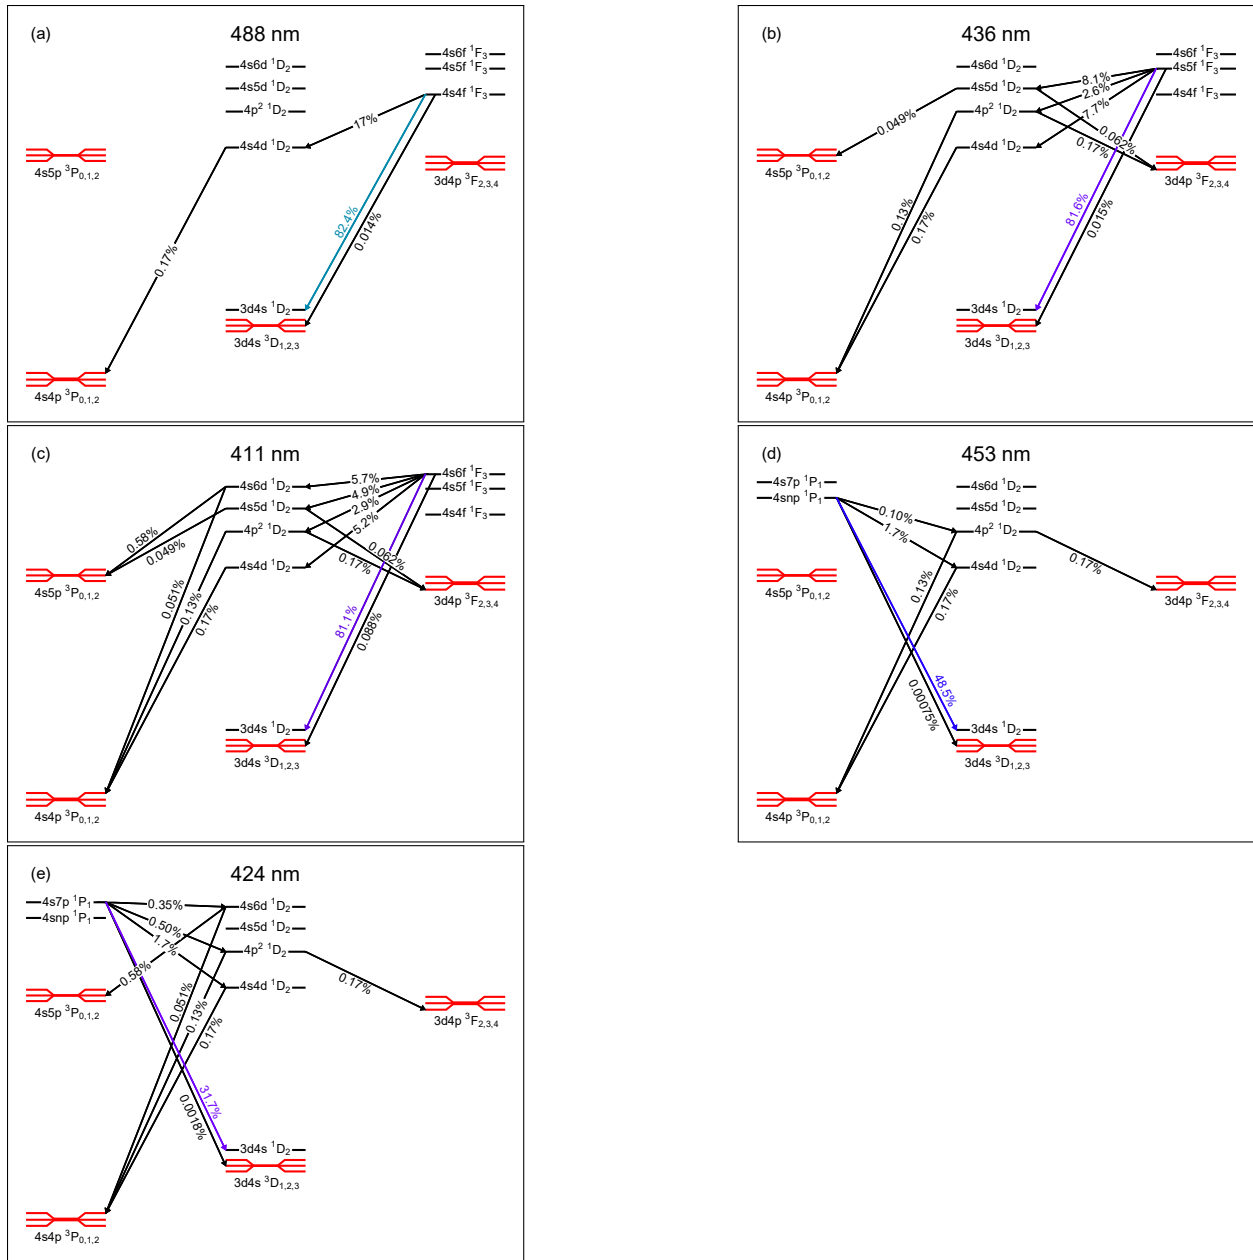 (a)
488 nm
4s6d ¹D₂
4s5d ¹D₂
4p² ¹D₂
4s4d ¹D₂
4s6f ¹F₃
4s5f ¹F₃
4s4f ¹F₃
17%
4s5p ³P₀,₁,₂
3d4p ³F₂,₃,₄
82.4%
0.014%
0.17%
3d4s ¹D₂
3d4s ³D₁,₂,₃
4s4p ³P₀,₁,₂
(b)
436 nm
4s6d ¹D₂
4s5d ¹D₂
4p² ¹D₂
4s4d ¹D₂
4s6f ¹F₃
4s5f ¹F₃
4s4f ¹F₃
8.1%
2.6%
7.7%
0.049%
0.062%
0.17%
4s5p ³P₀,₁,₂
3d4p ³F₂,₃,₄
0.13%
0.17%
81.6%
0.015%
3d4s ¹D₂
3d4s ³D₁,₂,₃
4s4p ³P₀,₁,₂
(c)
411 nm
4s6d ¹D₂
4s5d ¹D₂
4p² ¹D₂
4s4d ¹D₂
4s6f ¹F₃
4s5f ¹F₃
4s4f ¹F₃
5.7%
4.9%
2.9%
5.2%
0.58%
0.049%
0.062%
0.17%
4s5p ³P₀,₁,₂
3d4p ³F₂,₃,₄
0.051%
0.13%
0.17%
81.1%
0.088%
3d4s ¹D₂
3d4s ³D₁,₂,₃
4s4p ³P₀,₁,₂
(d)
453 nm
4s7p ¹P₁
4snp ¹P₁
4s6d ¹D₂
4s5d ¹D₂
4p² ¹D₂
4s4d ¹D₂
0.10%
1.7%
0.17%
4s5p ³P₀,₁,₂
3d4p ³F₂,₃,₄
0.13%
0.17%
48.5%
0.00075%
3d4s ¹D₂
3d4s ³D₁,₂,₃
4s4p ³P₀,₁,₂
(e)
424 nm
4s7p ¹P₁
4snp ¹P₁
4s6d ¹D₂
4s5d ¹D₂
4p² ¹D₂
4s4d ¹D₂
0.35%
0.50%
1.7%
0.58%
0.17%
4s5p ³P₀,₁,₂
3d4p ³F₂,₃,₄
0.051%
0.13%
0.17%
31.7%
0.0018%
3d4s ¹D₂
3d4s ³D₁,₂,₃
4s4p ³P₀,₁,₂